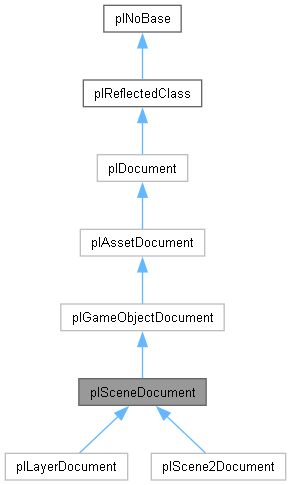 plNoBase
plReflectedClass
plDocument
plAssetDocument
plGameObjectDocument
plSceneDocument
plLayerDocument
plScene2Document